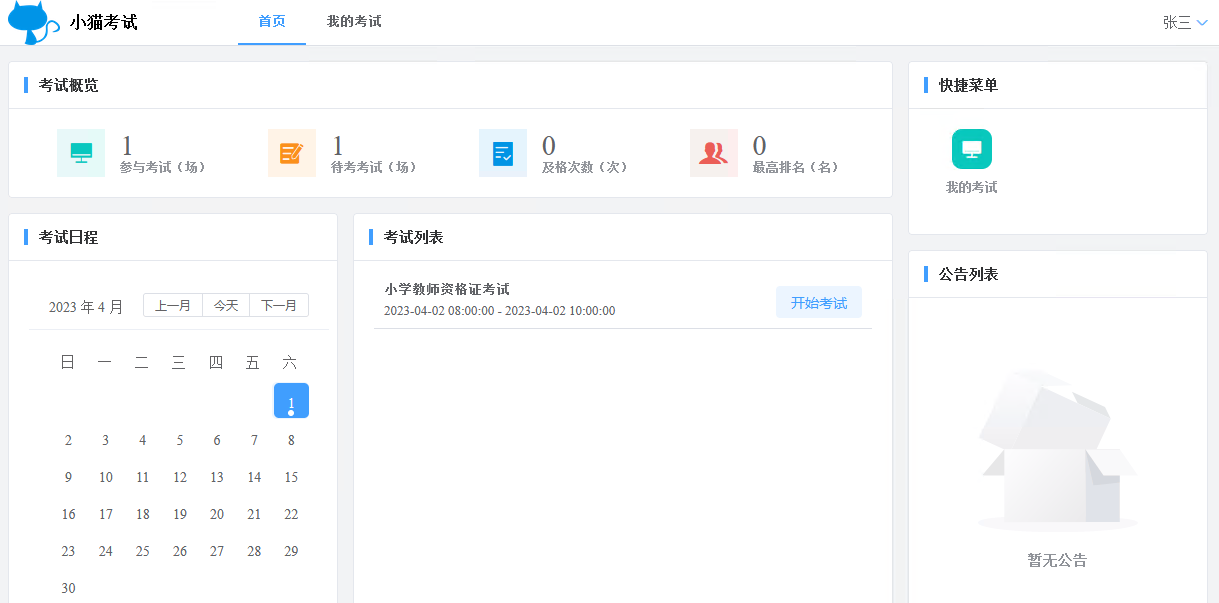 小猫考试
首页
我的考试
张三
考试概览
1
参与考试（场）
1
待考考试（场）
0
及格次数（次）
0
最高排名（名）
快捷菜单
我的考试
考试日程
2023 年 4 月
上一月
今天
下一月
日 一 二 三 四 五 六
1
2 3 4 5 6 7 8
9 10 11 12 13 14 15
16 17 18 19 20 21 22
23 24 25 26 27 28 29
30
考试列表
小学教师资格证考试
2023-04-02 08:00:00 - 2023-04-02 10:00:00
开始考试
公告列表
暂无公告